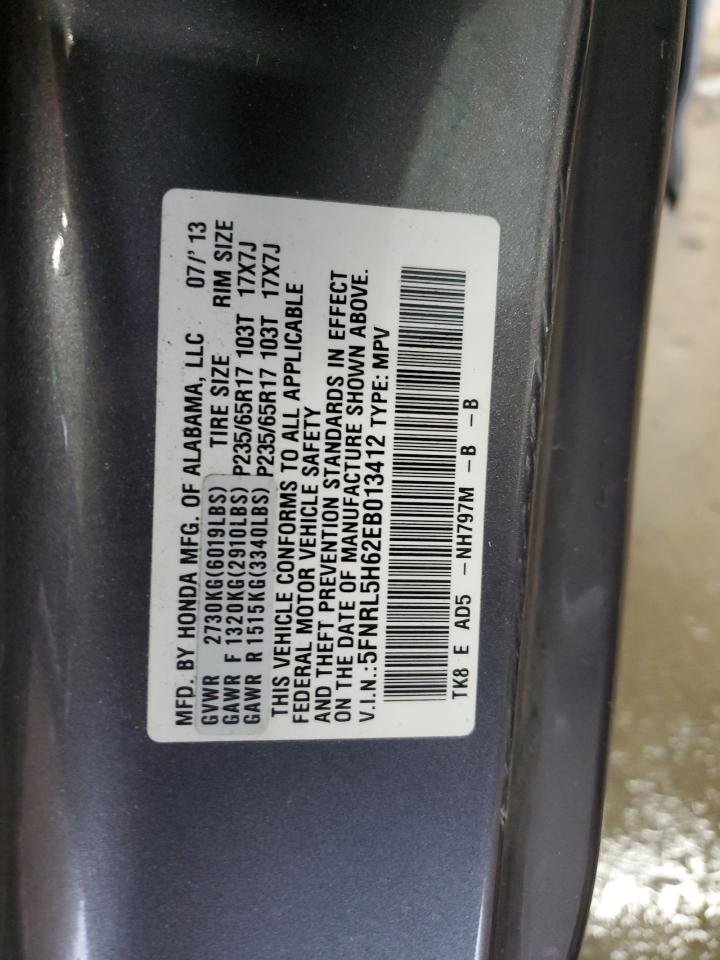 MFD. BY HONDA MFG. OF ALABAMA, LLC 07/'13
GVWR 2730KG(6019LBS) TIRE SIZE RIM SIZE
GAWR F 1320KG(2910LBS) P235/65R17 103T 17X7J
GAWR R 1515KG(3340LBS) P235/65R17 103T 17X7J
THIS VEHICLE CONFORMS TO ALL APPLICABLE
FEDERAL MOTOR VEHICLE SAFETY
AND THEFT PREVENTION STANDARDS IN EFFECT
ON THE DATE OF MANUFACTURE SHOWN ABOVE.
V.I.N.:5FNRL5H62EB013412 TYPE: MPV
TK8 E AD5 -NH797M -B -B